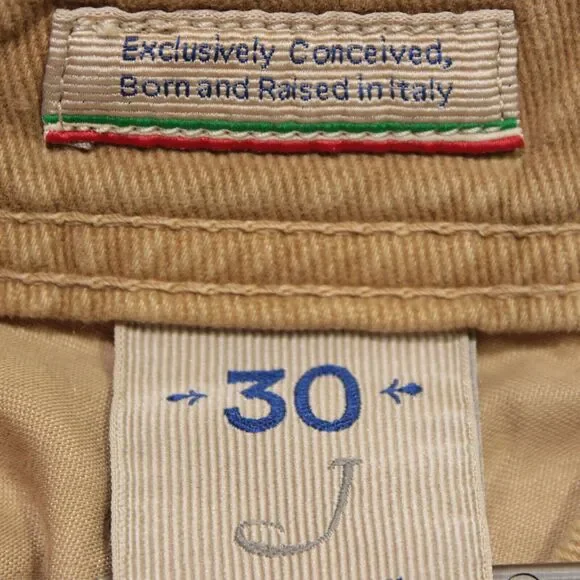 Exclusively Conceived,
Born and Raised in Italy
30
J